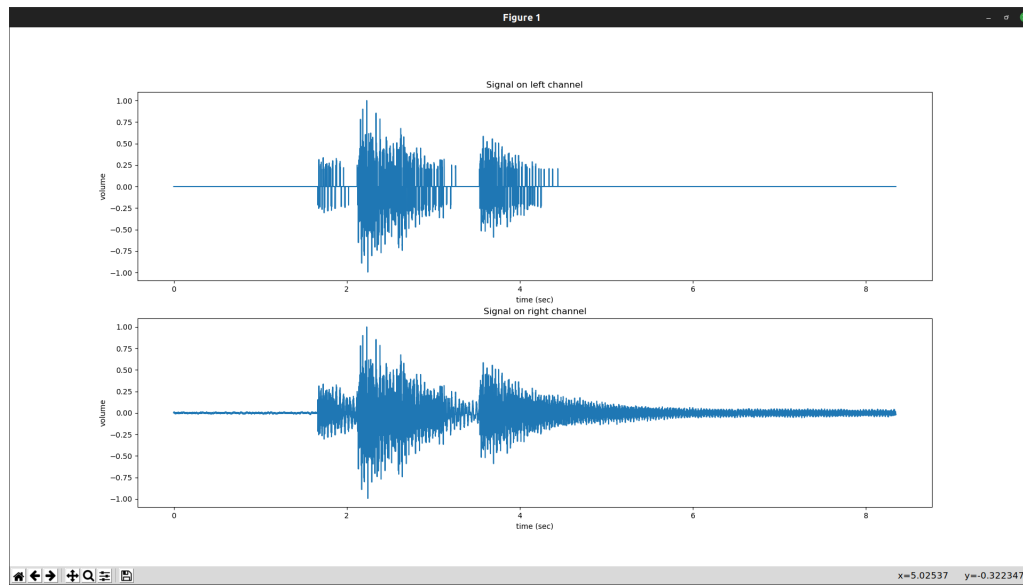 Figure 1
Signal on left channel
1.00
0.75
0.50
0.25
0.00
−0.25
−0.50
−0.75
−1.00
volume
0 2 4 6 8
time (sec)
Signal on right channel
1.00
0.75
0.50
0.25
0.00
−0.25
−0.50
−0.75
−1.00
volume
0 2 4 6 8
time (sec)
x=5.02537 y=-0.322347